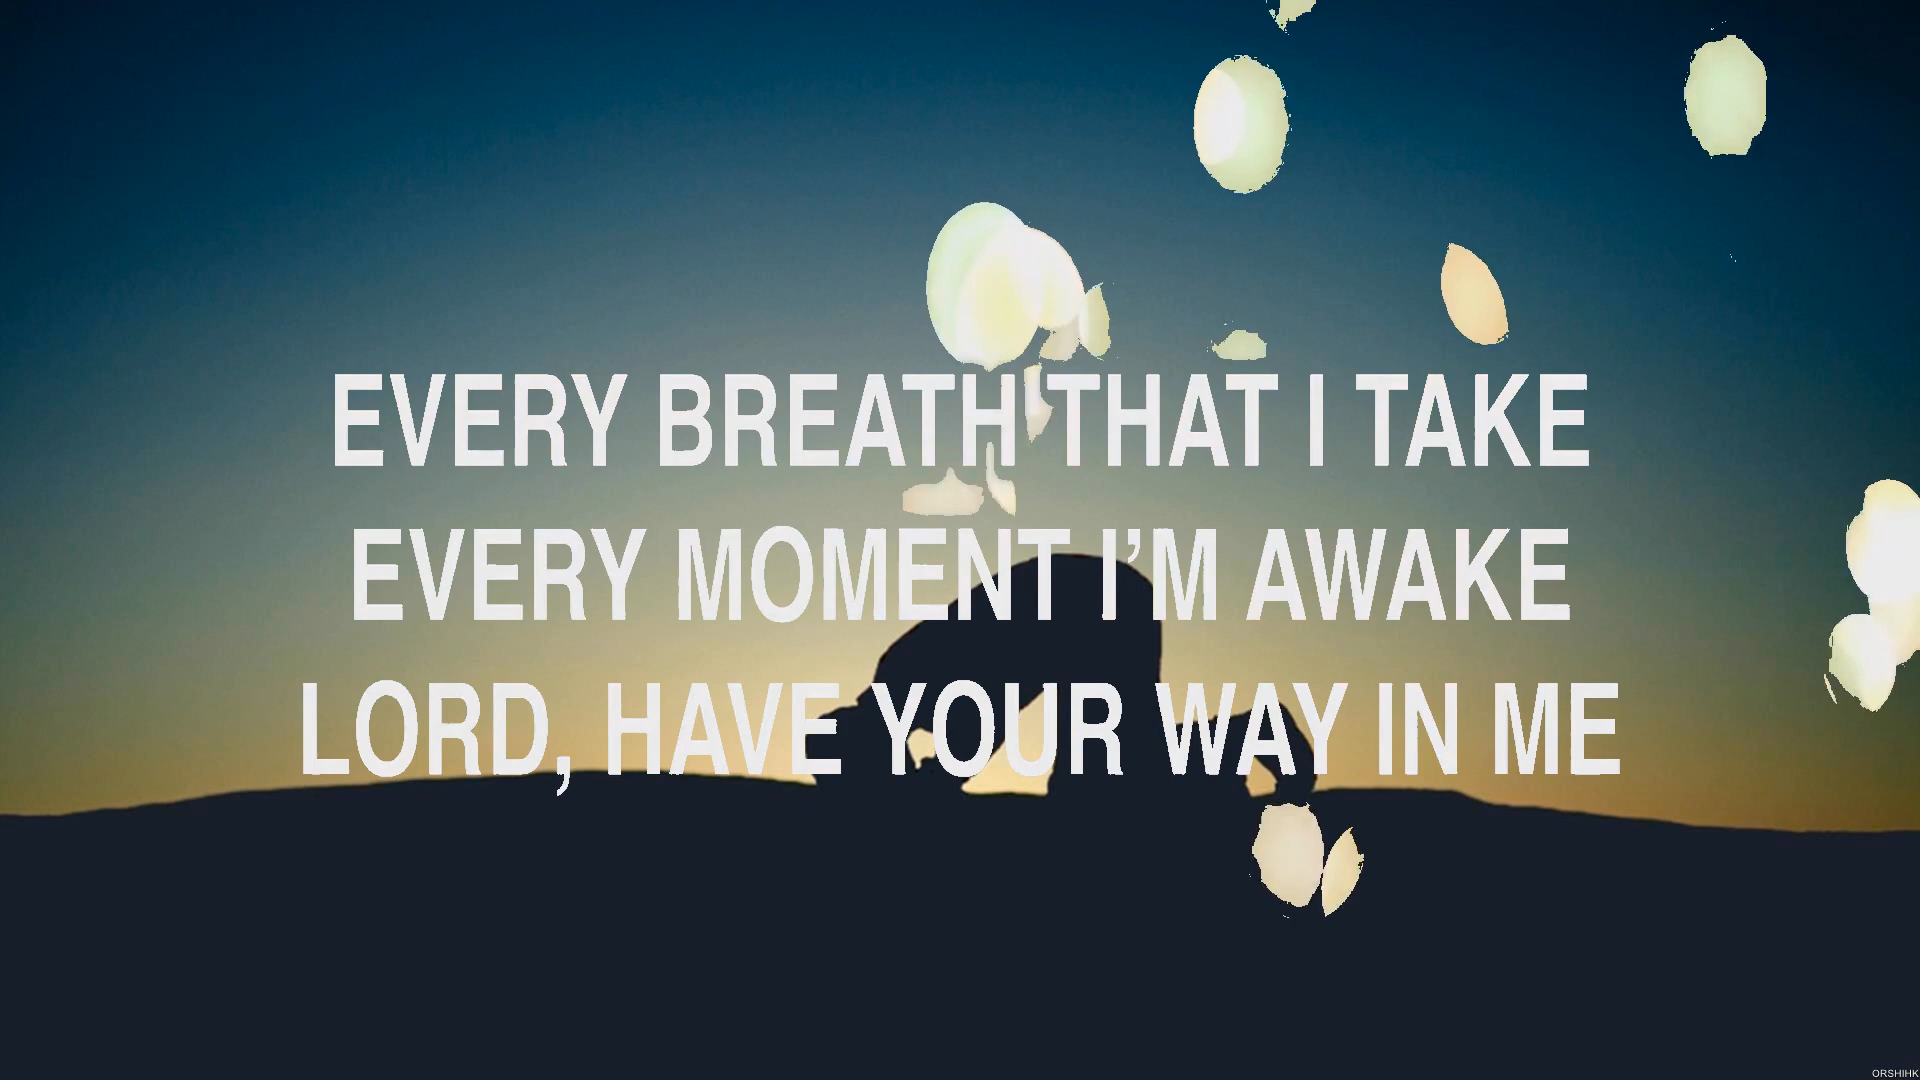 EVERY BREATH THAT I TAKE
EVERY MOMENT I’M AWAKE
LORD, HAVE YOUR WAY IN ME
ORSHIHK